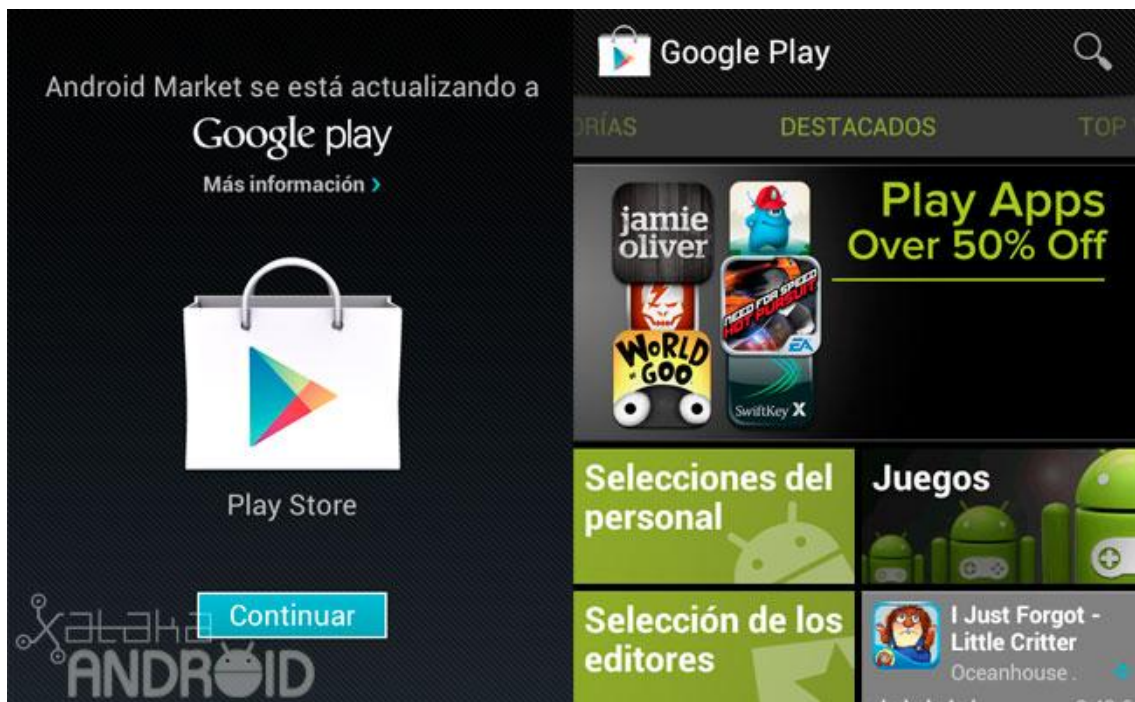 Android Market se está actualizando a
Google play
Más información ›
Play Store
Continuar
Xataka
ANDROID
Google Play
ORÍAS
DESTACADOS
TOP
jamie
oliver
NEED FOR SPEED
HOT PURSUIT
EA
WORLD
OF GOO
SwiftKey X
Play Apps
Over 50% Off
Selecciones del
personal
Juegos
Selección de los
editores
I Just Forgot -
Little Critter
Oceanhouse .